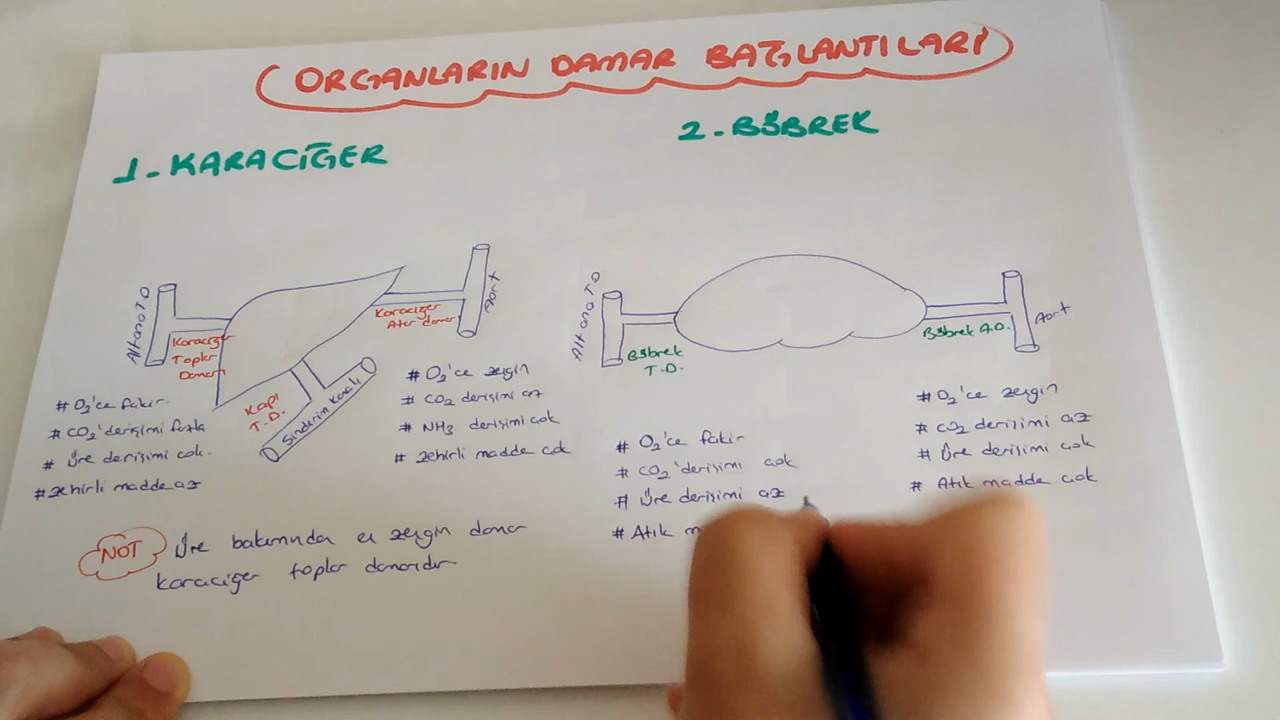 ORGANLARIN DAMAR BAĞLANTILARI
1-KARACİĞER
Alt ana T.D
Karaciğer
Toplar
Damarı
Karaciğer
Atar damar
Aort
Kapı
T.D.
Sindirim Kanalı
# O₂'ce fakir
# CO₂'derişimi fazla
# Üre derişimi çok.
# zehirli madde az
# O₂'ce zengin
# CO₂ derişimi az
# NH₃ derişimi çok
# zehirli madde çok
NOT
Üre bakımında en zengin damar
karaciğer toplar damarıdır
2-BÖBREK
Alt ana T.D
Böbrek
T.D.
Böbrek A.D.
Aort
# O₂'ce fakir
# CO₂'derişimi çok
# Üre derişimi az
# Atık m
# O₂'ce zengin
# CO₂ derişimi az
# Üre derişimi çok
# Atık madde çok